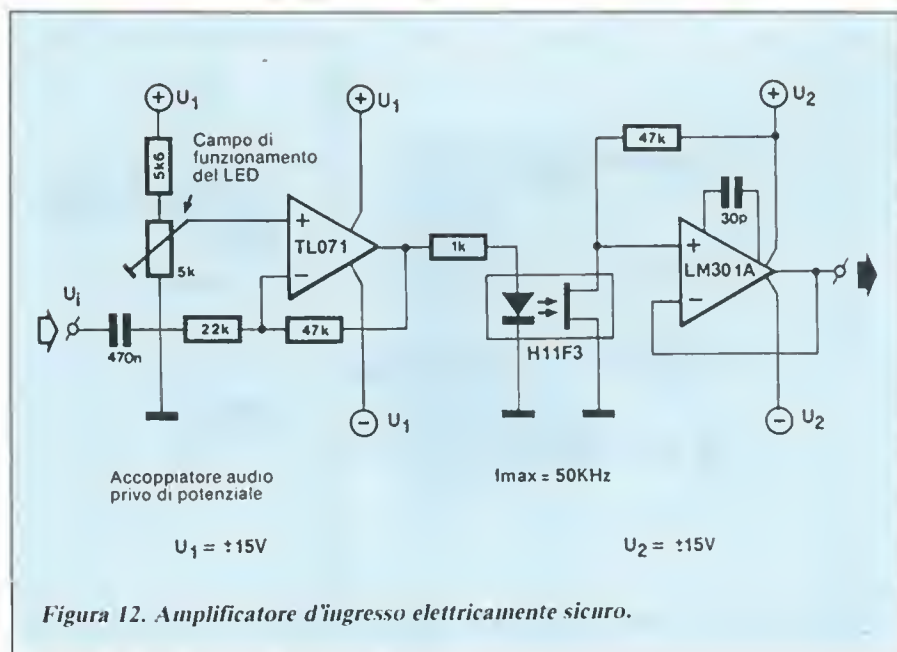 U1
U1
U2
Campo di
funzionamento
del LED
5k6
5k
47k
30p
+
TL071
−
1k
+
LM301A
−
Ui
470n
22k
47k
H11F3
U1
U2
Accoppiatore audio
privo di potenziale
fmax = 50KHz
U1 = ±15V
U2 = ±15V
Figura 12. Amplificatore d'ingresso elettricamente sicuro.